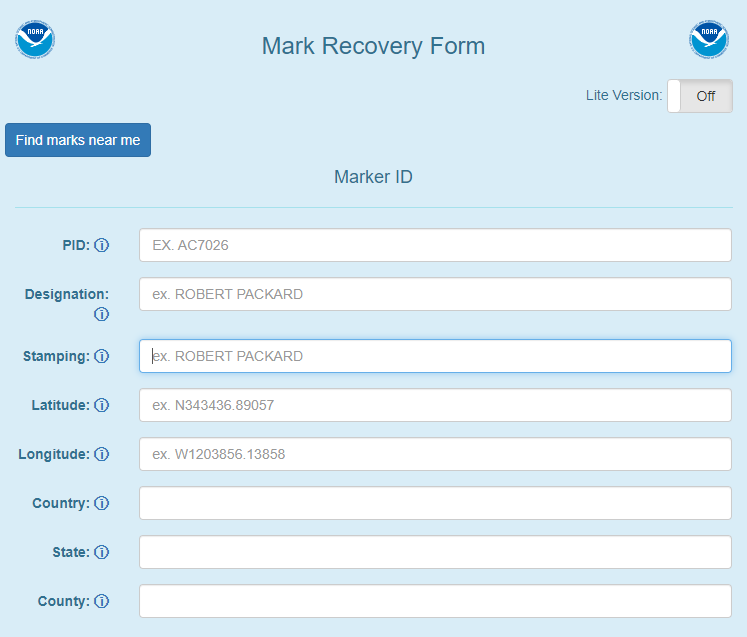 NOAA
NOAA
Mark Recovery Form
Lite Version: Off
Find marks near me
Marker ID
PID: EX. AC7026
Designation: ex. ROBERT PACKARD
Stamping: ex. ROBERT PACKARD
Latitude: ex. N343436.89057
Longitude: ex. W1203856.13858
Country:
State:
County: